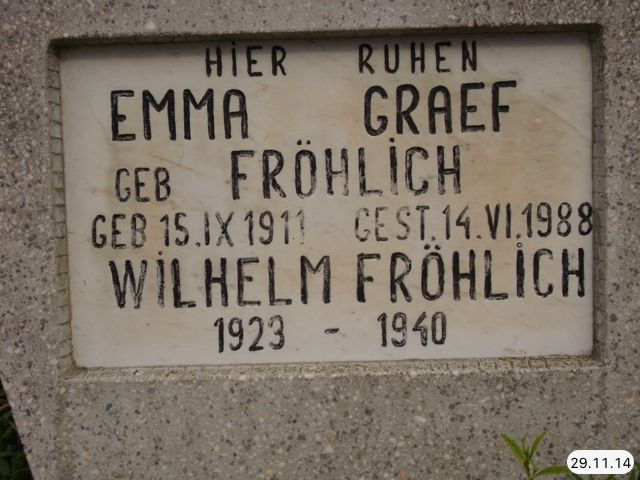 HiER RUHEN
EMMA GRAEF
GEB FRÖHLiCH
GEB 15.IX 1911 GEST. 14.VI.1988
WiLHELM FRÖHLiCH
1923 - 1940
29.11.14